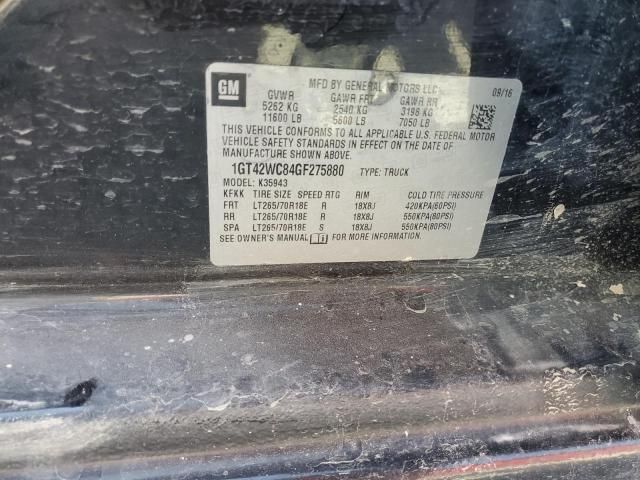 GM
MFD BY GENERAL MOTORS LLC
09/16
GVWR GAWR FRT GAWR RR
5262 KG 2540 KG 3198 KG
11600 LB 5600 LB 7050 LB
THIS VEHICLE CONFORMS TO ALL APPLICABLE U.S. FEDERAL MOTOR
VEHICLE SAFETY STANDARDS IN EFFECT ON THE DATE OF
MANUFACTURE SHOWN ABOVE.
1GT42WC84GF275880 TYPE: TRUCK
MODEL: K35943
KFKK TIRE SIZE SPEED RTG RIM COLD TIRE PRESSURE
FRT LT265/70R18E R 18X8J 420KPA(60PSI)
RR LT265/70R18E R 18X8J 550KPA(80PSI)
SPA LT265/70R18E S 18X8J 550KPA(80PSI)
SEE OWNER'S MANUAL FOR MORE INFORMATION.